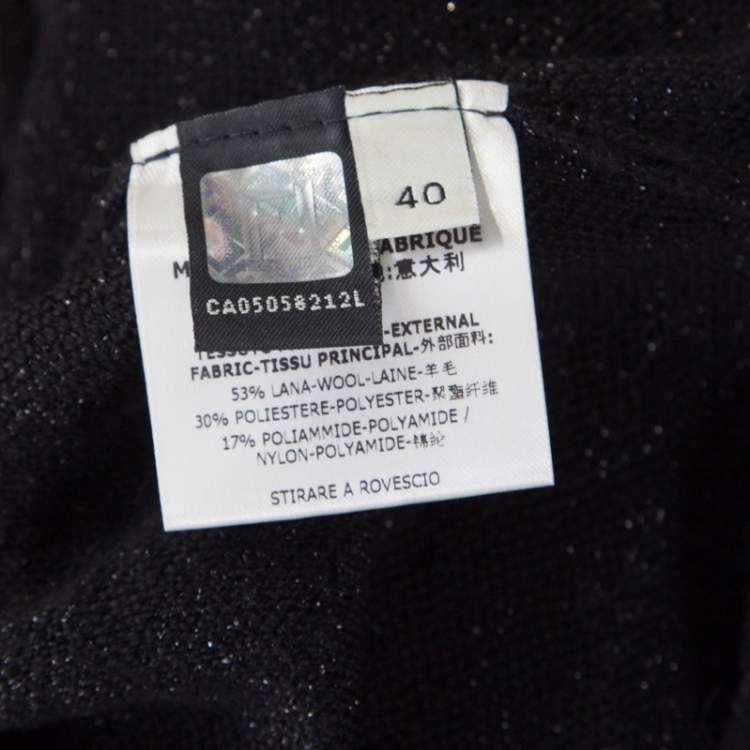 40
ABRIQUE
M
:意大利
CA05058212L
-EXTERNAL
FABRIC-TISSU PRINCIPAL-外部面料:
53% LANA-WOOL-LAINE-羊毛
30% POLIESTERE-POLYESTER-聚酯纤维
17% POLIAMMIDE-POLYAMIDE /
NYLON-POLYAMIDE-锦纶
STIRARE A ROVESCIO